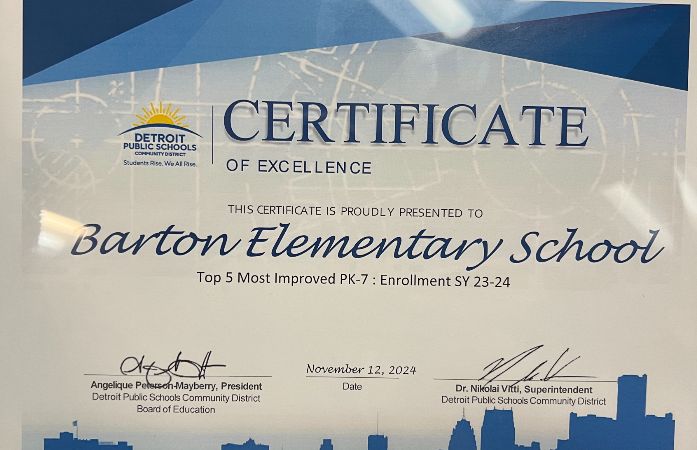 DETROIT
PUBLIC SCHOOLS
COMMUNITY DISTRICT
Students Rise. We All Rise.
CERTIFICATE
OF EXCELLENCE
THIS CERTIFICATE IS PROUDLY PRESENTED TO
Barton Elementary School
Top 5 Most Improved PK-7 : Enrollment SY 23-24
Angelique Peterson-Mayberry, President
Detroit Public Schools Community District
Board of Education
November 12, 2024
Date
Dr. Nikolai Vitti, Superintendent
Detroit Public Schools Community District